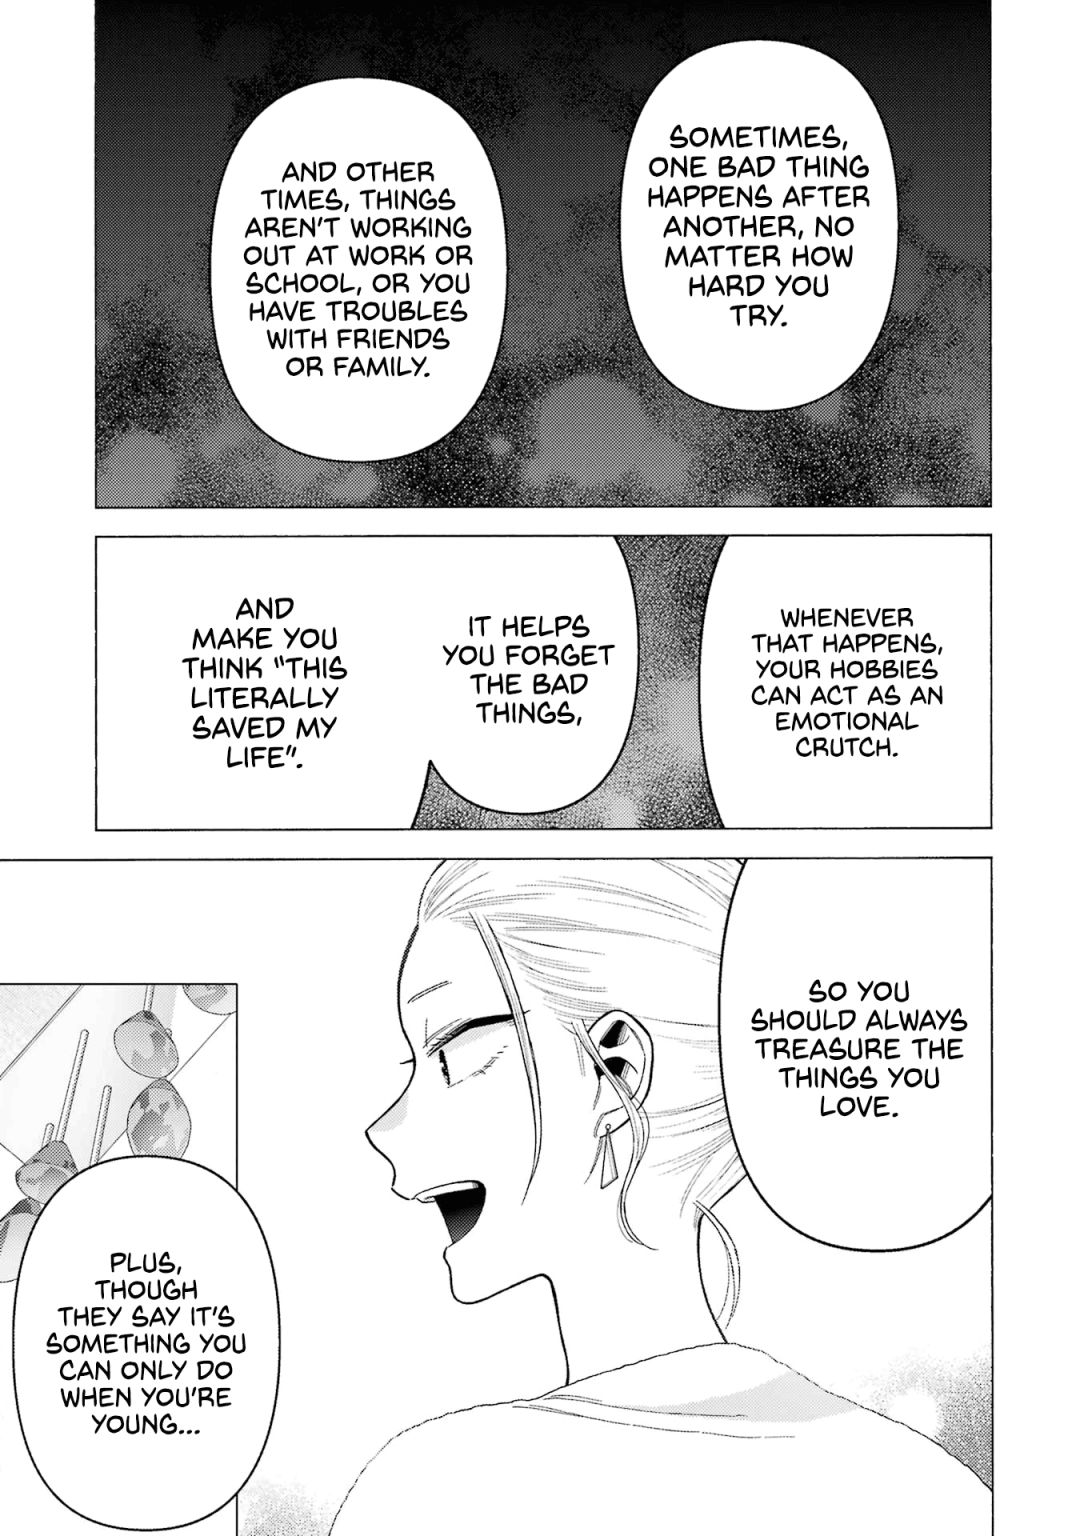 SOMETIMES,
ONE BAD THING
HAPPENS AFTER
ANOTHER, NO
MATTER HOW
HARD YOU
TRY.
AND OTHER
TIMES, THINGS
AREN'T WORKING
OUT AT WORK OR
SCHOOL, OR YOU
HAVE TROUBLES
WITH FRIENDS
OR FAMILY.
WHENEVER
THAT HAPPENS,
YOUR HOBBIES
CAN ACT AS AN
EMOTIONAL
CRUTCH.
IT HELPS
YOU FORGET
THE BAD
THINGS,
AND
MAKE YOU
THINK "THIS
LITERALLY
SAVED MY
LIFE".
SO YOU
SHOULD ALWAYS
TREASURE THE
THINGS YOU
LOVE.
PLUS,
THOUGH
THEY SAY IT'S
SOMETHING YOU
CAN ONLY DO
WHEN YOU'RE
YOUNG...